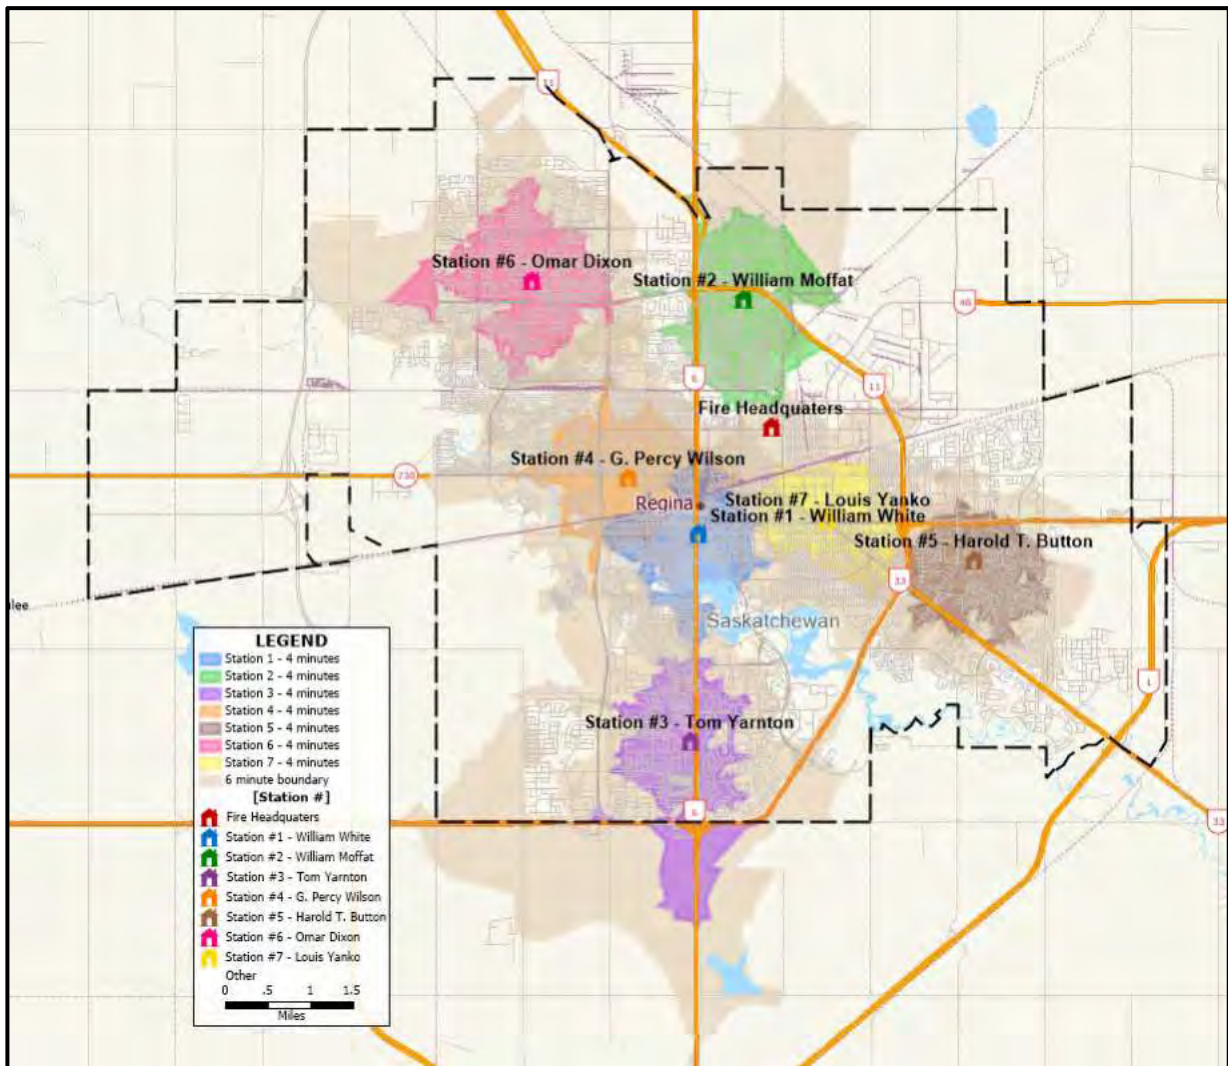 11
Station #6 - Omar Dixon
Station #2 - William Moffat
46
6
11
Fire Headquaters
Station #4 - G. Percy Wilson
730
Regina
Station #7 - Louis Yanko
Station #1 - William White
Station #5 - Harold T. Button
33
lee
Saskatchewan
1
Station #3 - Tom Yarnton
6
33
LEGEND
Station 1 - 4 minutes
Station 2 - 4 minutes
Station 3 - 4 minutes
Station 4 - 4 minutes
Station 5 - 4 minutes
Station 6 - 4 minutes
Station 7 - 4 minutes
6 minute boundary
[Station #]
Fire Headquaters
Station #1 - William White
Station #2 - William Moffat
Station #3 - Tom Yarnton
Station #4 - G. Percy Wilson
Station #5 - Harold T. Button
Station #6 - Omar Dixon
Station #7 - Louis Yanko
Other
0 .5 1 1.5
Miles